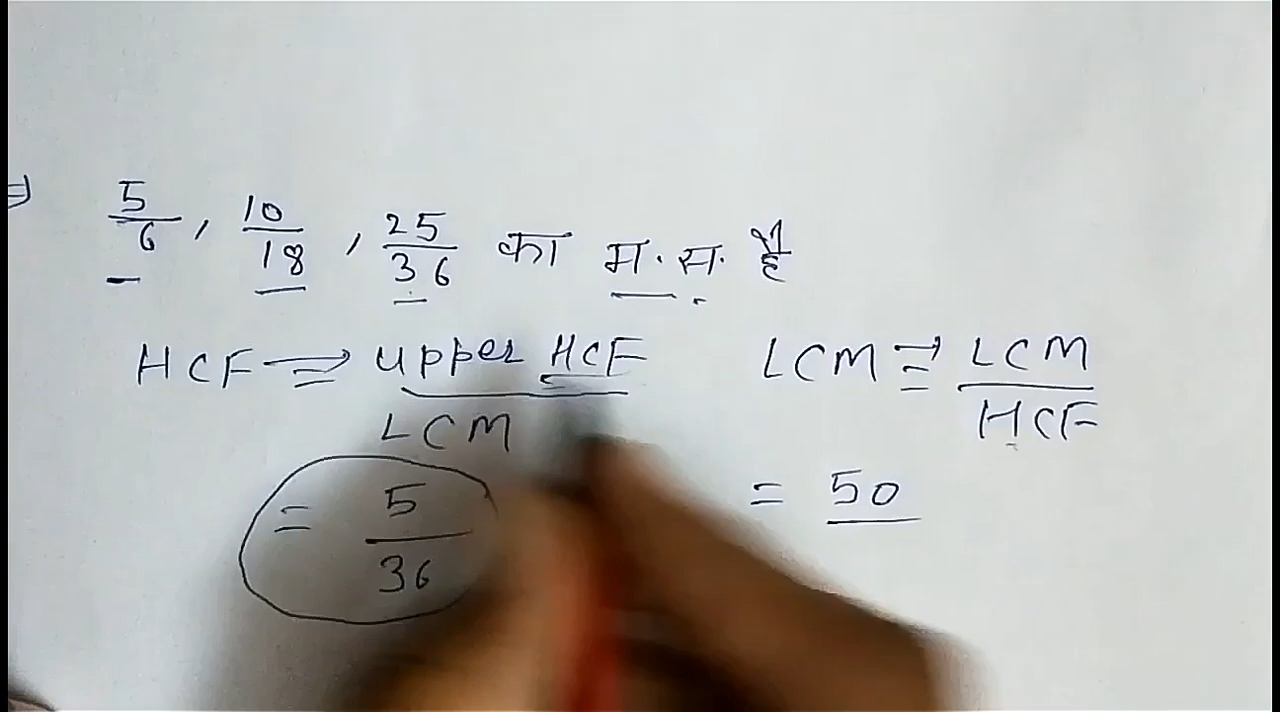 ⇒ 5/6, 10/18, 25/36 का म.स. है
HCF ⇒ upper HCF/LCM LCM ⇒ LCM/HCF
= 5/36 = 50